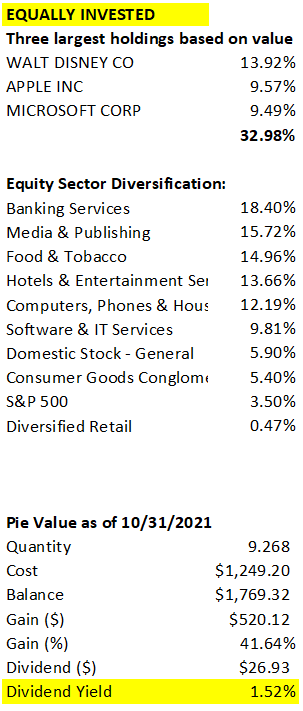 EQUALLY INVESTED
Three largest holdings based on value
WALT DISNEY CO 13.92%
APPLE INC 9.57%
MICROSOFT CORP 9.49%
32.98%
Equity Sector Diversification:
Banking Services 18.40%
Media & Publishing 15.72%
Food & Tobacco 14.96%
Hotels & Entertainment Ser 13.66%
Computers, Phones & Hous 12.19%
Software & IT Services 9.81%
Domestic Stock - General 5.90%
Consumer Goods Conglome 5.40%
S&P 500 3.50%
Diversified Retail 0.47%
Pie Value as of 10/31/2021
Quantity 9.268
Cost $1,249.20
Balance $1,769.32
Gain ($) $520.12
Gain (%) 41.64%
Dividend ($) $26.93
Dividend Yield 1.52%